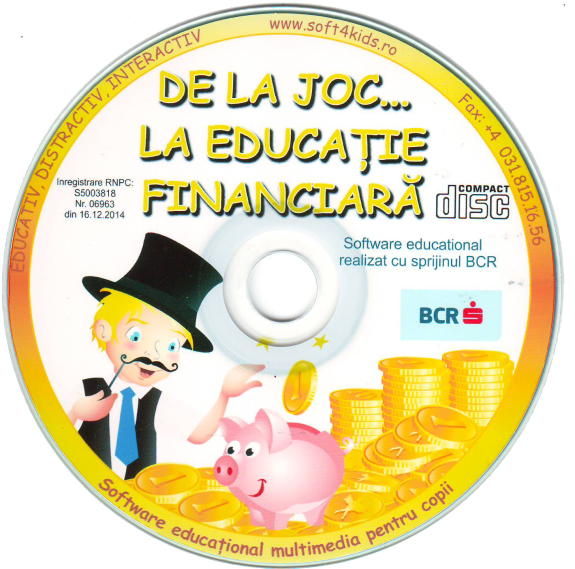 www.soft4kids.ro
EDUCATIV, DISTRACTIV, INTERACTIV
Fax: +4 031.815.16.56
DE LA JOC...
LA EDUCAȚIE
FINANCIARĂ
Inregistrare RNPC:
S5003818
Nr. 06963
din 16.12.2014
COMPACT
disc
Software educational
realizat cu sprijinul BCR
BCR
Software educațional multimedia pentru copii